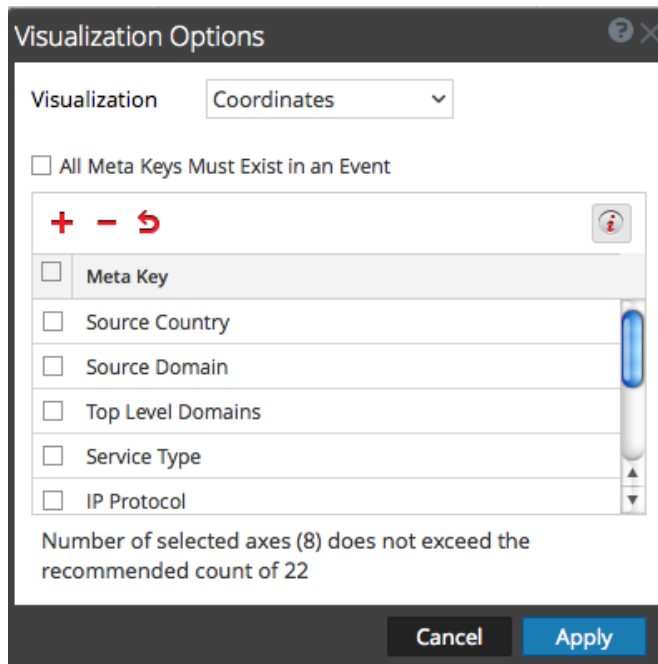 Visualization Options
Visualization Coordinates
All Meta Keys Must Exist in an Event
Meta Key
Source Country
Source Domain
Top Level Domains
Service Type
IP Protocol
Number of selected axes (8) does not exceed the
recommended count of 22
Cancel Apply